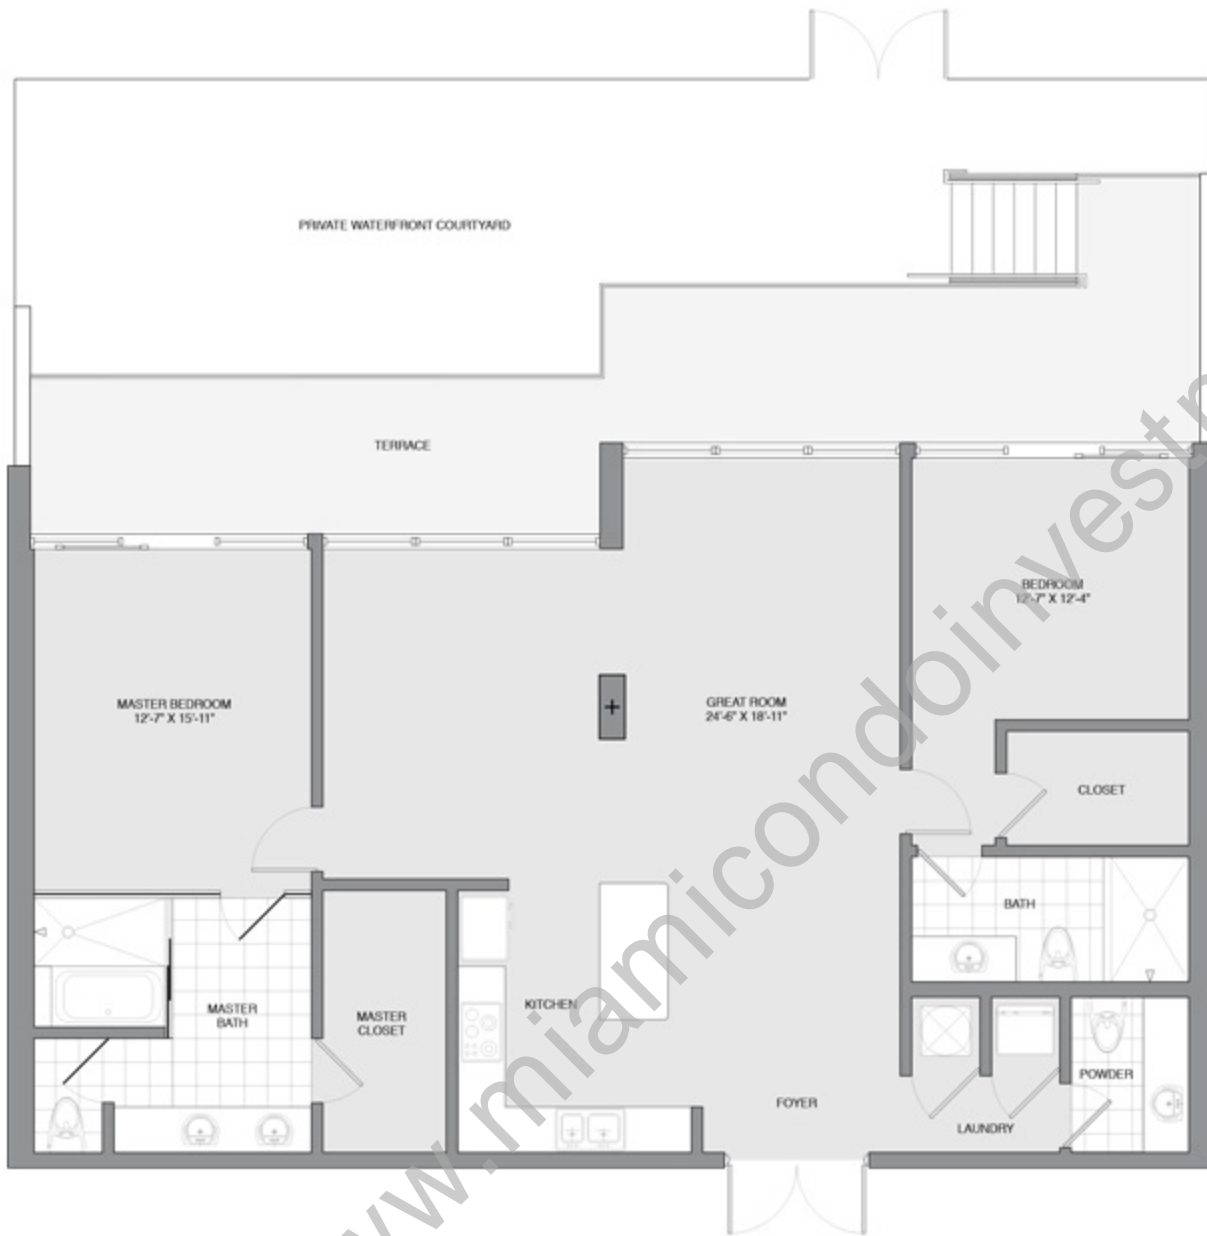 PRIVATE WATERFRONT COURTYARD
TERRACE
BEDROOM
12'-7" X 12'-4"
MASTER BEDROOM
12'-7" X 15'-11"
GREAT ROOM
24'-6" X 18'-11"
CLOSET
BATH
KITCHEN
MASTER
BATH
MASTER
CLOSET
POWDER
FOYER
LAUNDRY
www.miamicondoinvestm